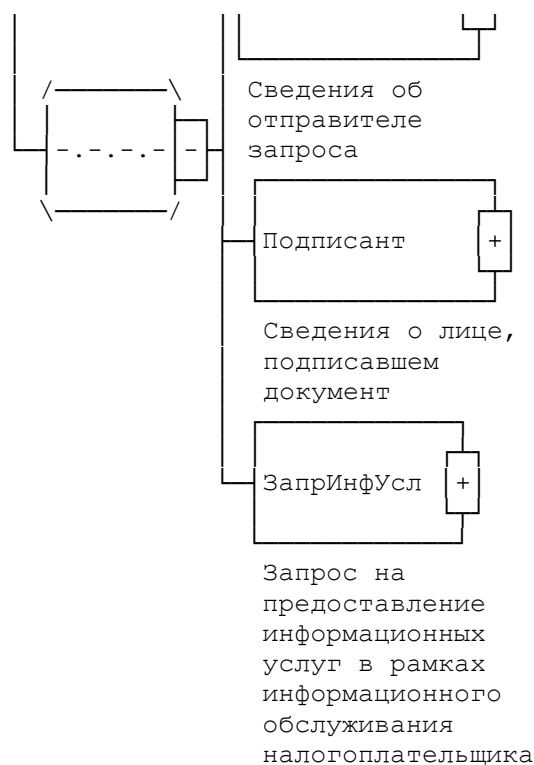 Сведения об
отправителе
запроса
-.-.-.- -
Подписант +
Сведения о лице,
подписавшем
документ
ЗапрИнфУсл +
Запрос на
предоставление
информационных
услуг в рамках
информационного
обслуживания
налогоплательщика